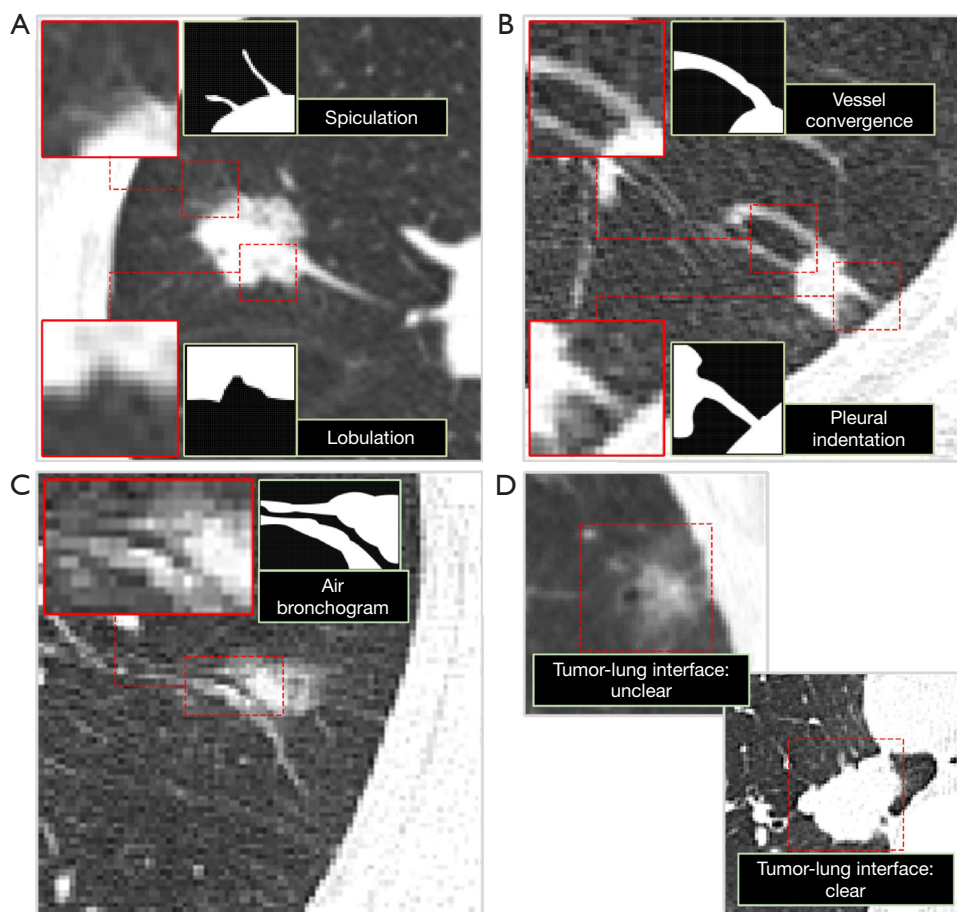 A
Spiculation
Lobulation
B
Vessel
convergence
Pleural
indentation
C
Air
bronchogram
D
Tumor-lung interface:
unclear
Tumor-lung interface:
clear